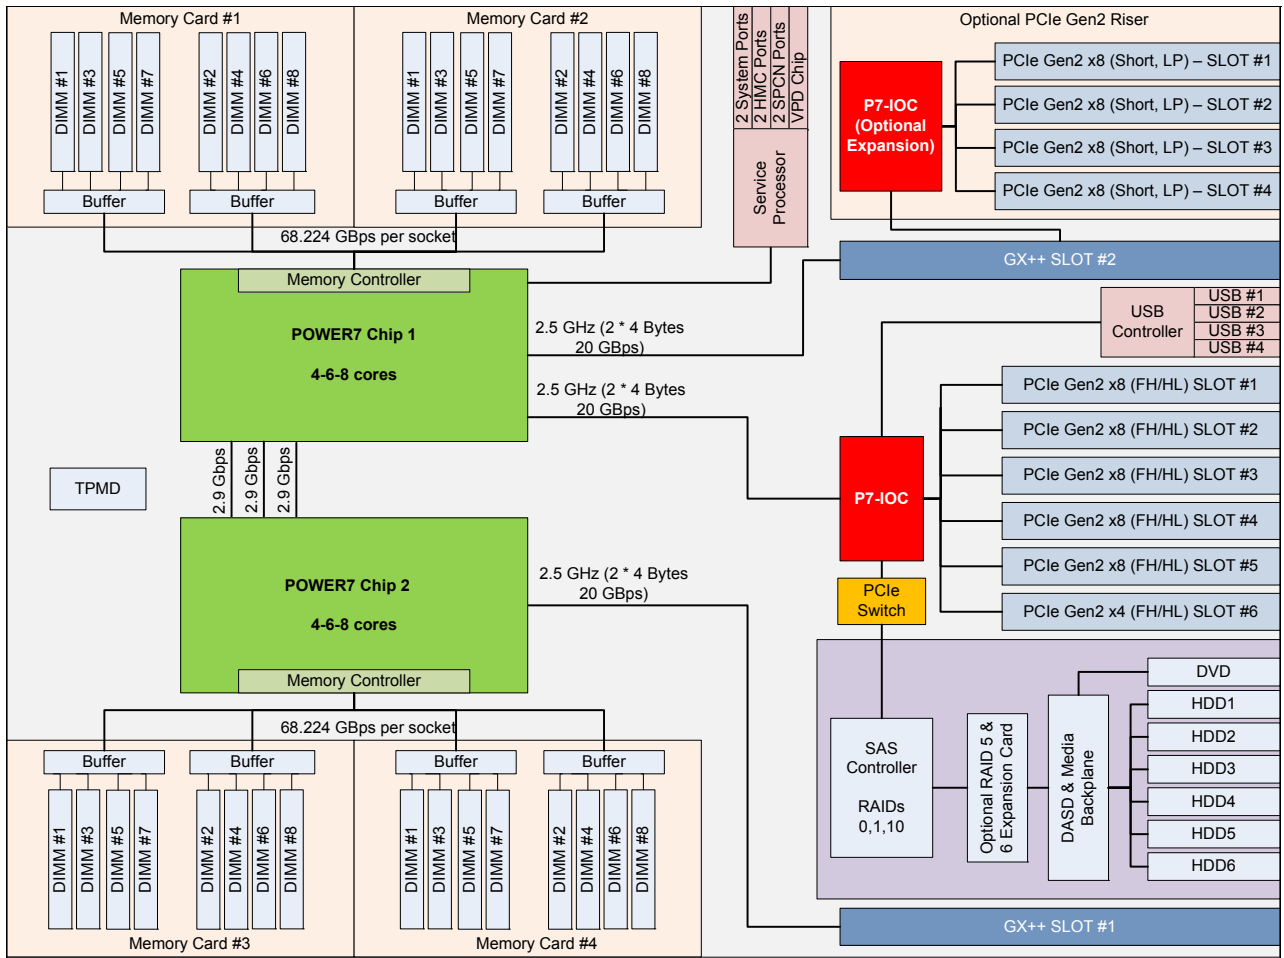 Memory Card #1
DIMM #1
DIMM #3
DIMM #5
DIMM #7
DIMM #2
DIMM #4
DIMM #6
DIMM #8
Buffer
Buffer
Memory Card #2
DIMM #1
DIMM #3
DIMM #5
DIMM #7
DIMM #2
DIMM #4
DIMM #6
DIMM #8
Buffer
Buffer
68.224 GBps per socket
2 System Ports
2 HMC Ports
2 SPCN Ports
VPD Chip
Service
Processor
Optional PCIe Gen2 Riser
P7-IOC
(Optional
Expansion)
PCIe Gen2 x8 (Short, LP) – SLOT #1
PCIe Gen2 x8 (Short, LP) – SLOT #2
PCIe Gen2 x8 (Short, LP) – SLOT #3
PCIe Gen2 x8 (Short, LP) – SLOT #4
GX++ SLOT #2
Memory Controller
POWER7 Chip 1
4-6-8 cores
2.5 GHz (2 * 4 Bytes
20 GBps)
2.5 GHz (2 * 4 Bytes
20 GBps)
USB
Controller
USB #1
USB #2
USB #3
USB #4
PCIe Gen2 x8 (FH/HL) SLOT #1
PCIe Gen2 x8 (FH/HL) SLOT #2
PCIe Gen2 x8 (FH/HL) SLOT #3
PCIe Gen2 x8 (FH/HL) SLOT #4
PCIe Gen2 x8 (FH/HL) SLOT #5
PCIe Gen2 x4 (FH/HL) SLOT #6
P7-IOC
PCIe
Switch
TPMD
2.9 Gbps
2.9 Gbps
2.9 Gbps
POWER7 Chip 2
4-6-8 cores
Memory Controller
2.5 GHz (2 * 4 Bytes
20 GBps)
68.224 GBps per socket
SAS
Controller
RAIDs
0,1,10
Optional RAID 5 &
6 Expansion Card
DASD & Media
Backplane
DVD
HDD1
HDD2
HDD3
HDD4
HDD5
HDD6
GX++ SLOT #1
Buffer
Buffer
DIMM #1
DIMM #3
DIMM #5
DIMM #7
DIMM #2
DIMM #4
DIMM #6
DIMM #8
Memory Card #3
Buffer
Buffer
DIMM #1
DIMM #3
DIMM #5
DIMM #7
DIMM #2
DIMM #4
DIMM #6
DIMM #8
Memory Card #4